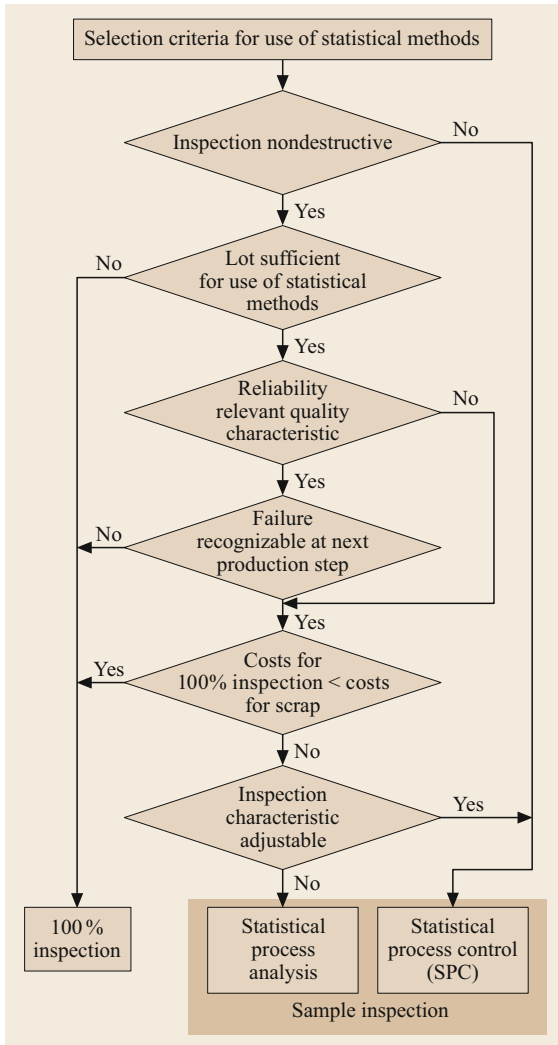 Selection criteria for use of statistical methods
Inspection nondestructive
No
Yes
Lot sufficient
for use of statistical
methods
No
Yes
Reliability
relevant quality
characteristic
No
Yes
Failure
recognizable at next
production step
No
Yes
Costs for
100% inspection < costs
for scrap
Yes
No
Inspection
characteristic
adjustable
Yes
No
100 %
inspection
Statistical
process
analysis
Statistical
process control
(SPC)
Sample inspection